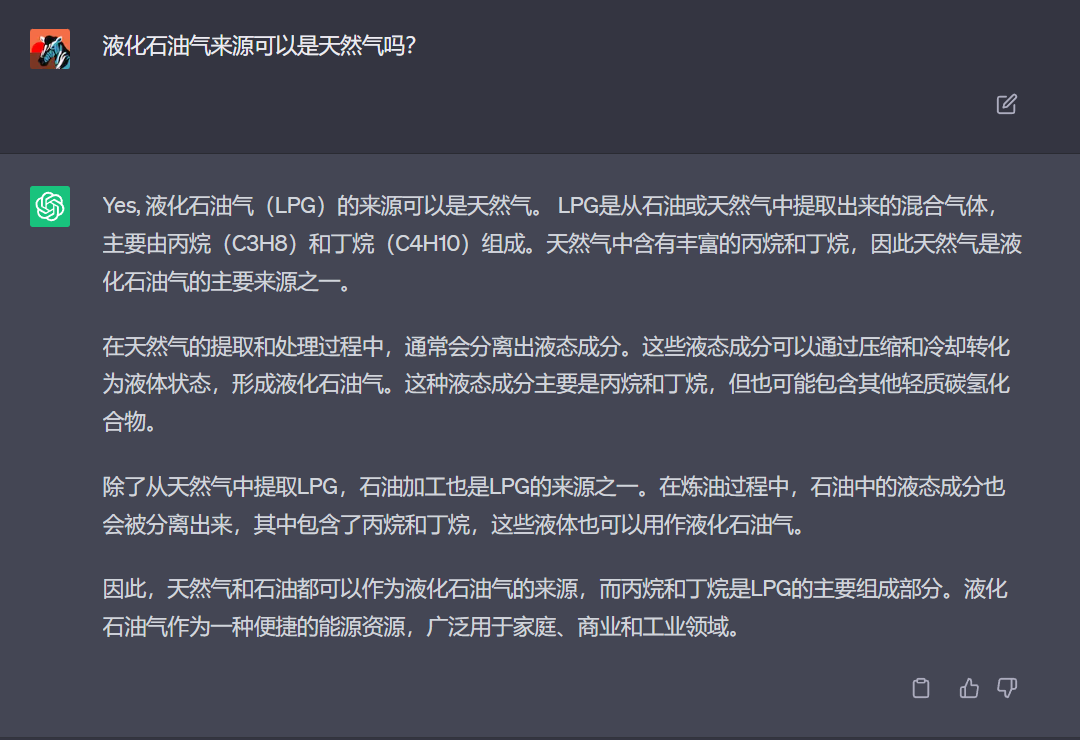 液化石油气来源可以是天然气吗?
Yes, 液化石油气（LPG）的来源可以是天然气。 LPG是从石油或天然气中提取出来的混合气体，
主要由丙烷（C3H8）和丁烷（C4H10）组成。天然气中含有丰富的丙烷和丁烷，因此天然气是液
化石油气的主要来源之一。
在天然气的提取和处理过程中，通常会分离出液态成分。这些液态成分可以通过压缩和冷却转化
为液体状态，形成液化石油气。这种液态成分主要是丙烷和丁烷，但也可能包含其他轻质碳氢化
合物。
除了从天然气中提取LPG，石油加工也是LPG的来源之一。在炼油过程中，石油中的液态成分也
会被分离出来，其中包含了丙烷和丁烷，这些液体也可以用作液化石油气。
因此，天然气和石油都可以作为液化石油气的来源，而丙烷和丁烷是LPG的主要组成部分。液化
石油气作为一种便捷的能源资源，广泛用于家庭、商业和工业领域。